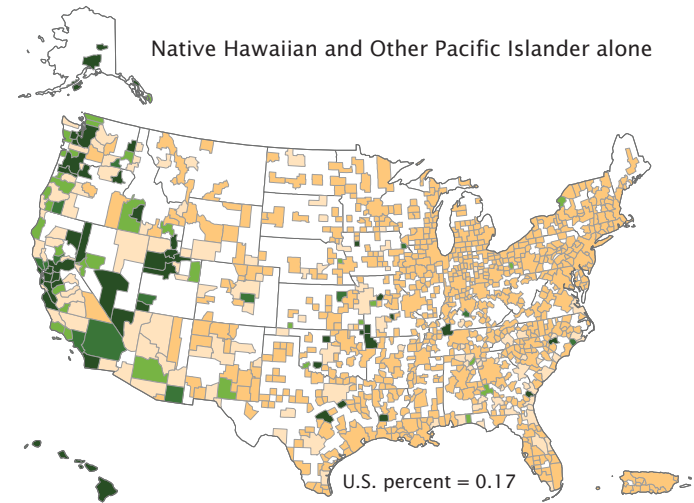 Native Hawaiian and Other Pacific Islander alone
U.S. percent = 0.17